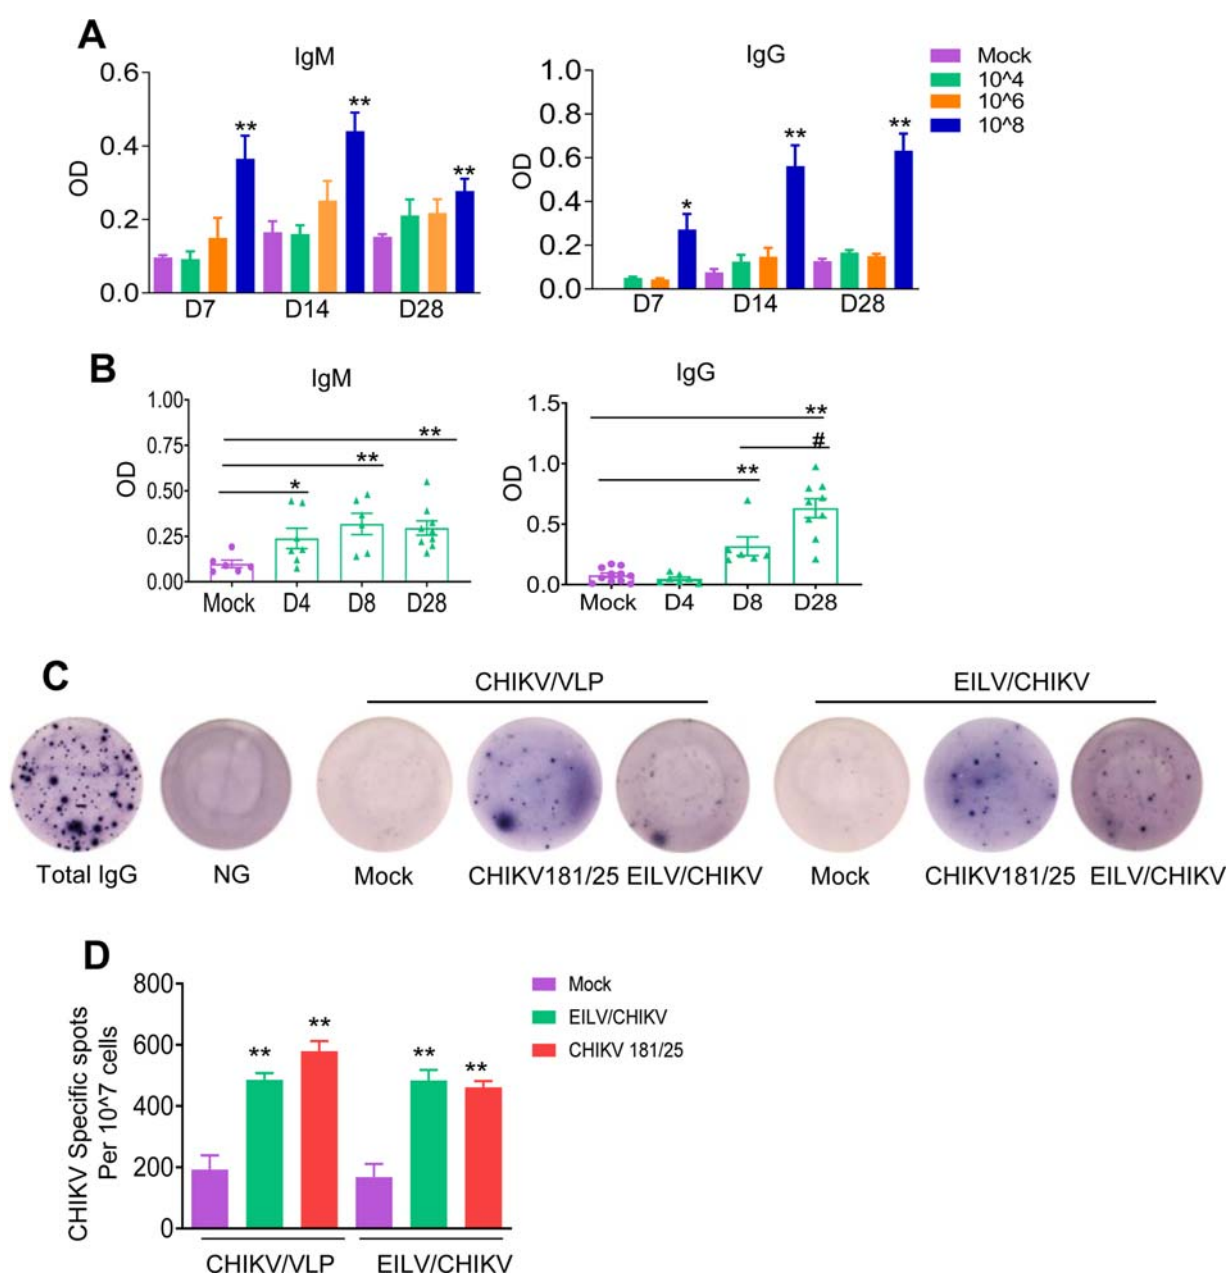 A
IgM
IgG
Mock
10^4
10^6
10^8
OD
0.6
0.4
0.2
0.0
**
**
**
D7 D14 D28
OD
1.0
0.8
0.6
0.4
0.2
0.0
*
**
**
D7 D14 D28
B
IgM
OD
1.00
0.75
0.50
0.25
0.00
**
**
*
Mock D4 D8 D28
IgG
OD
1.5
1.0
0.5
0.0
**
#
**
Mock D4 D8 D28
C
CHIKV/VLP EILV/CHIKV
Total IgG NG Mock CHIKV181/25 EILV/CHIKV Mock CHIKV181/25 EILV/CHIKV
D
CHIKV Specific spots
Per 10^7 cells
800
600
400
200
0
** ** ** **
Mock
EILV/CHIKV
CHIKV 181/25
CHIKV/VLP EILV/CHIKV